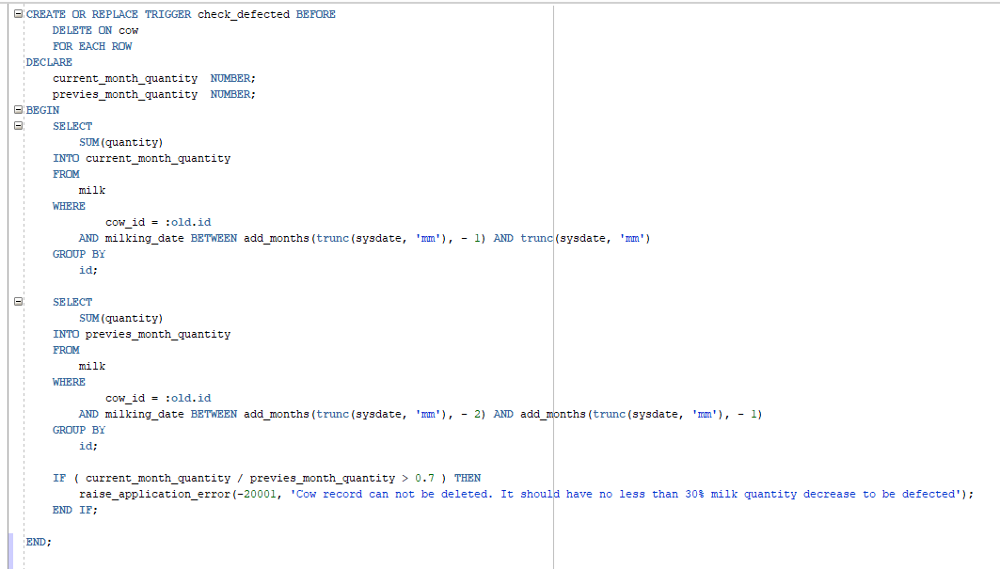 CREATE OR REPLACE TRIGGER check_defected BEFORE
    DELETE ON cow
    FOR EACH ROW
DECLARE
    current_month_quantity  NUMBER;
    previes_month_quantity  NUMBER;
BEGIN
    SELECT
        SUM(quantity)
    INTO current_month_quantity
    FROM
        milk
    WHERE
            cow_id = :old.id
        AND milking_date BETWEEN add_months(trunc(sysdate, 'mm'), - 1) AND trunc(sysdate, 'mm')
    GROUP BY
        id;

    SELECT
        SUM(quantity)
    INTO previes_month_quantity
    FROM
        milk
    WHERE
            cow_id = :old.id
        AND milking_date BETWEEN add_months(trunc(sysdate, 'mm'), - 2) AND add_months(trunc(sysdate, 'mm'), - 1)
    GROUP BY
        id;

    IF ( current_month_quantity / previes_month_quantity > 0.7 ) THEN
        raise_application_error(-20001, 'Cow record can not be deleted. It should have no less than 30% milk quantity decrease to be defected');
    END IF;

END;